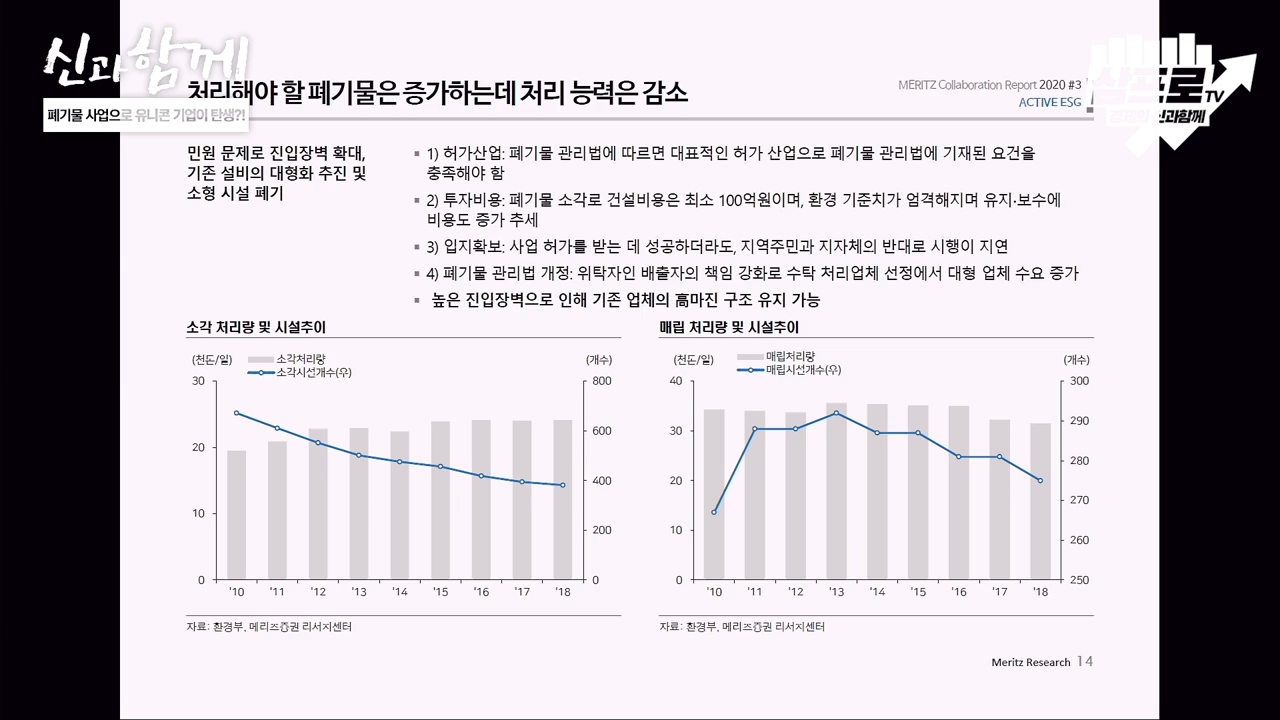 신과함께
폐기물 사업으로 유니콘 기업이 탄생?!
삼프로TV
경제의 신과함께
처리해야 할 폐기물은 증가하는데 처리 능력은 감소
MERITZ Collaboration Report 2020 #3
ACTIVE ESG
민원 문제로 진입장벽 확대,
기존 설비의 대형화 추진 및
소형 시설 폐기
▪ 1) 허가산업: 폐기물 관리법에 따르면 대표적인 허가 산업으로 폐기물 관리법에 기재된 요건을
충족해야 함
▪ 2) 투자비용: 폐기물 소각로 건설비용은 최소 100억원이며, 환경 기준치가 엄격해지며 유지·보수에
비용도 증가 추세
▪ 3) 입지확보: 사업 허가를 받는 데 성공하더라도, 지역주민과 지자체의 반대로 시행이 지연
▪ 4) 폐기물 관리법 개정: 위탁자인 배출자의 책임 강화로 수탁 처리업체 선정에서 대형 업체 수요 증가
▪ 높은 진입장벽으로 인해 기존 업체의 高마진 구조 유지 가능
소각 처리량 및 시설추이
(천톤/일) 소각처리량 (개수)
소각시설개수(우)
30 800
600
20
400
10
200
0 0
'10 '11 '12 '13 '14 '15 '16 '17 '18
자료: 환경부, 메리츠증권 리서치센터
매립 처리량 및 시설추이
(천톤/일) 매립처리량 (개수)
매립시설개수(우)
40 300
290
30
280
20
270
10 260
0 250
'10 '11 '12 '13 '14 '15 '16 '17 '18
자료: 환경부, 메리츠증권 리서치센터
Meritz Research 14